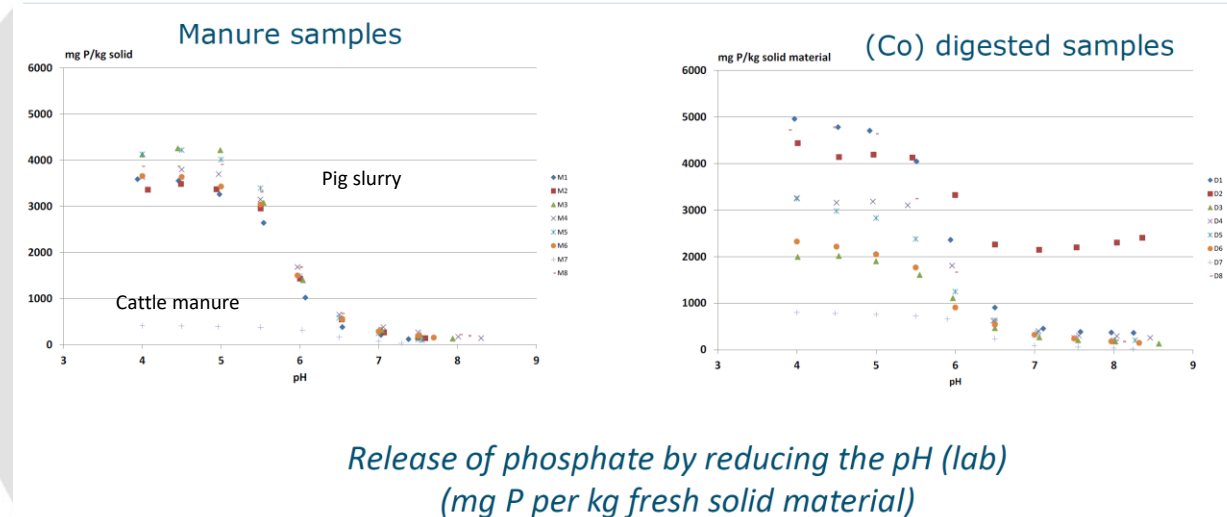 Manure samples
mg P/kg solid
6000
5000
4000
3000
2000
1000
0
3 4 5 6 7 8 9
pH
Pig slurry
Cattle manure
M1
M2
M3
M4
M5
M6
M7
M8
(Co) digested samples
mg P/kg solid material
6000
5000
4000
3000
2000
1000
0
3 4 5 6 7 8 9
pH
D1
D2
D3
D4
D5
D6
D7
D8
Release of phosphate by reducing the pH (lab)
(mg P per kg fresh solid material)